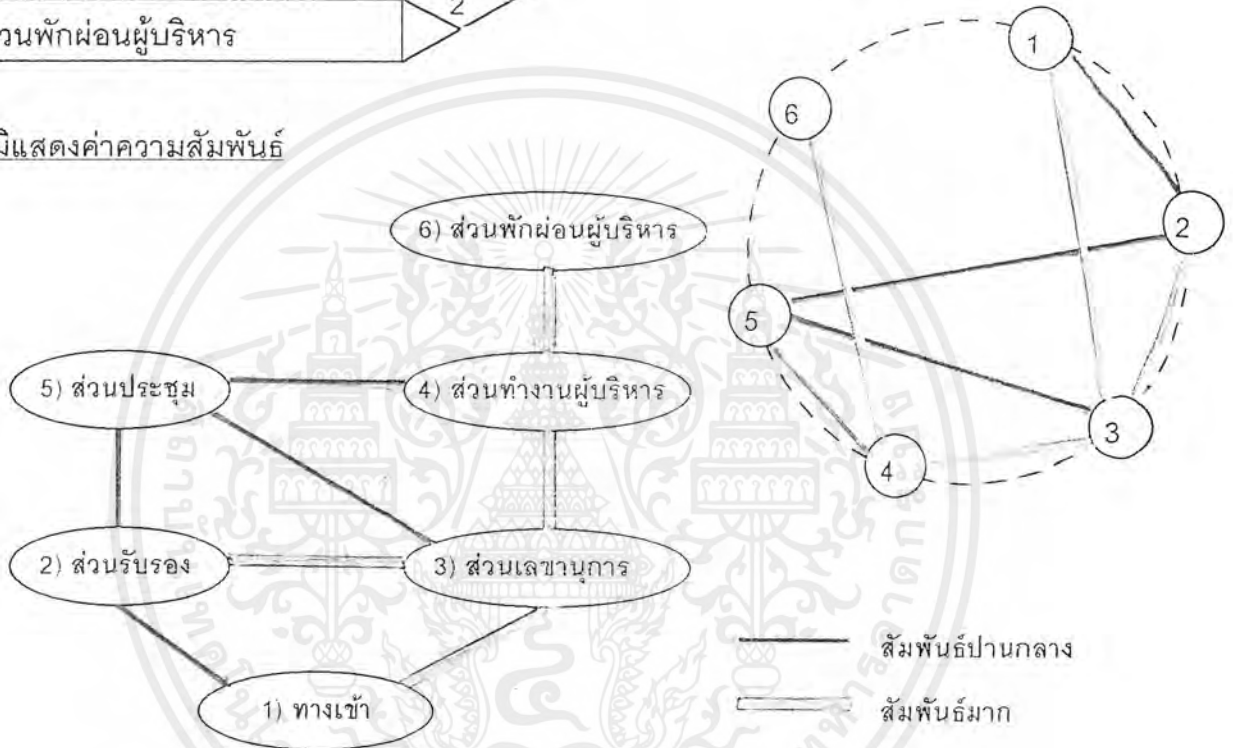 2
วนพักผ่อนผู้บริหาร
มิแสดงค่าความสัมพันธ์
1
6
2
5
3
4
6) ส่วนพักผ่อนผู้บริหาร
5) ส่วนประชุม
4) ส่วนทำงานผู้บริหาร
2) ส่วนรับรอง
3) ส่วนเลขานุการ
1) ทางเข้า
สัมพันธ์ปานกลาง
สัมพันธ์มาก